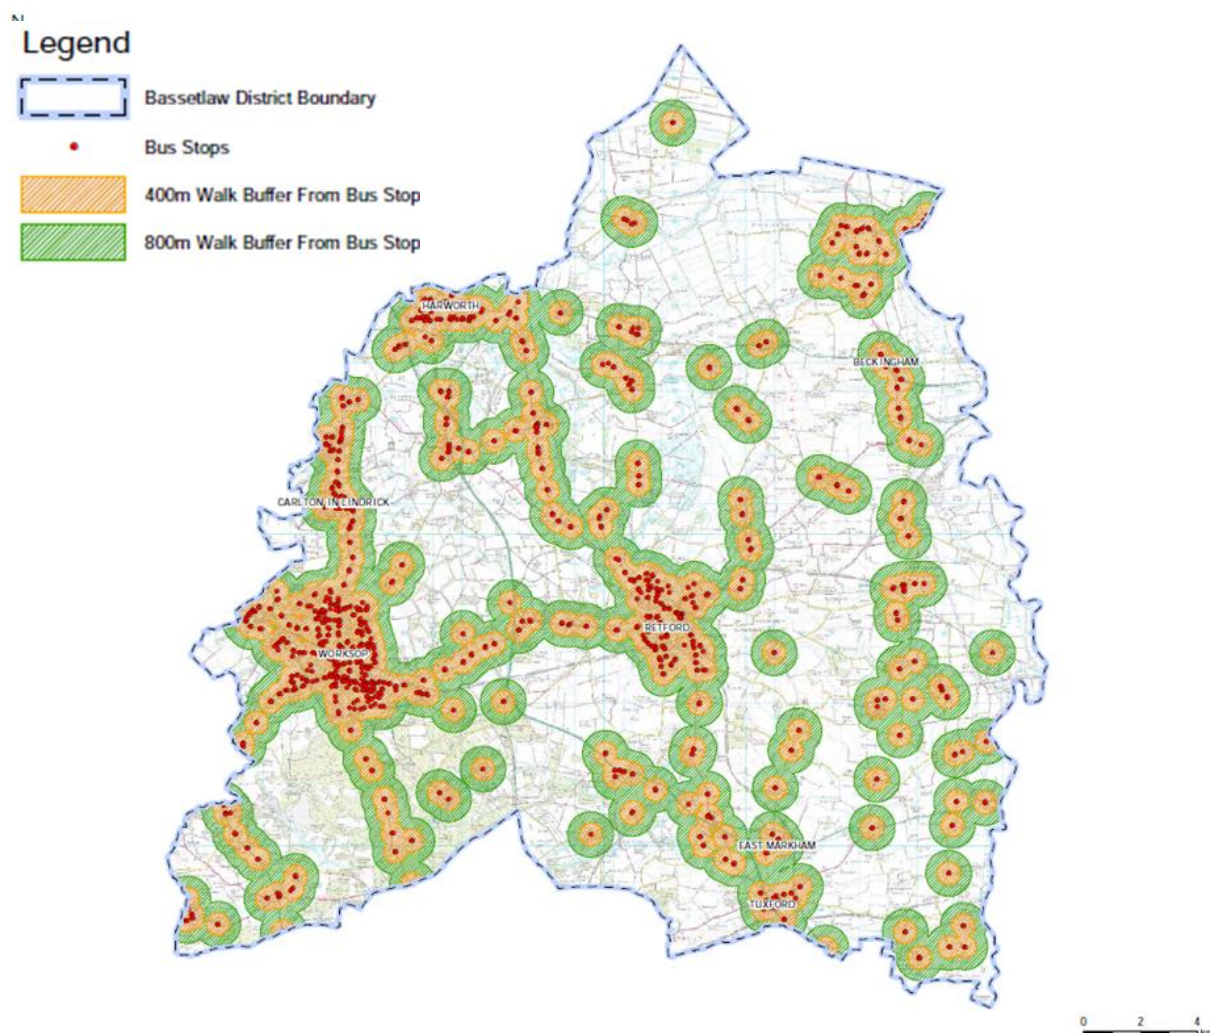 N
Legend
Bassetlaw District Boundary
Bus Stops
400m Walk Buffer From Bus Stop
800m Walk Buffer From Bus Stop
HARWORTH
BECKINGHAM
CARLTON IN LINDRICK
RETFORD
WORKSOP
EAST MARKHAM
TUXFORD
0 2 4